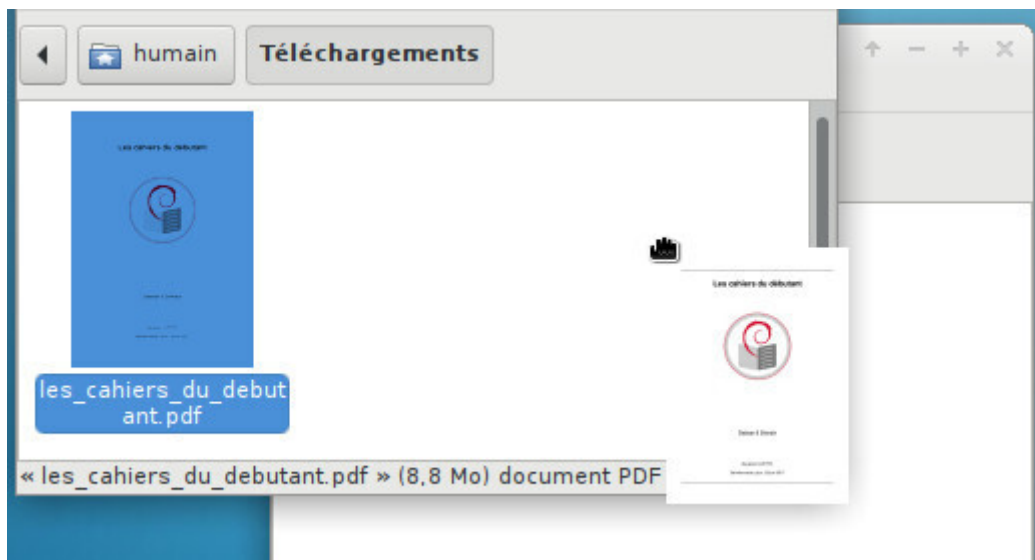 humain
Téléchargements
Les cahiers du débutant
les_cahiers_du_debut
ant.pdf
Les cahiers du débutant
« les_cahiers_du_debutant.pdf » (8,8 Mo) document PDF